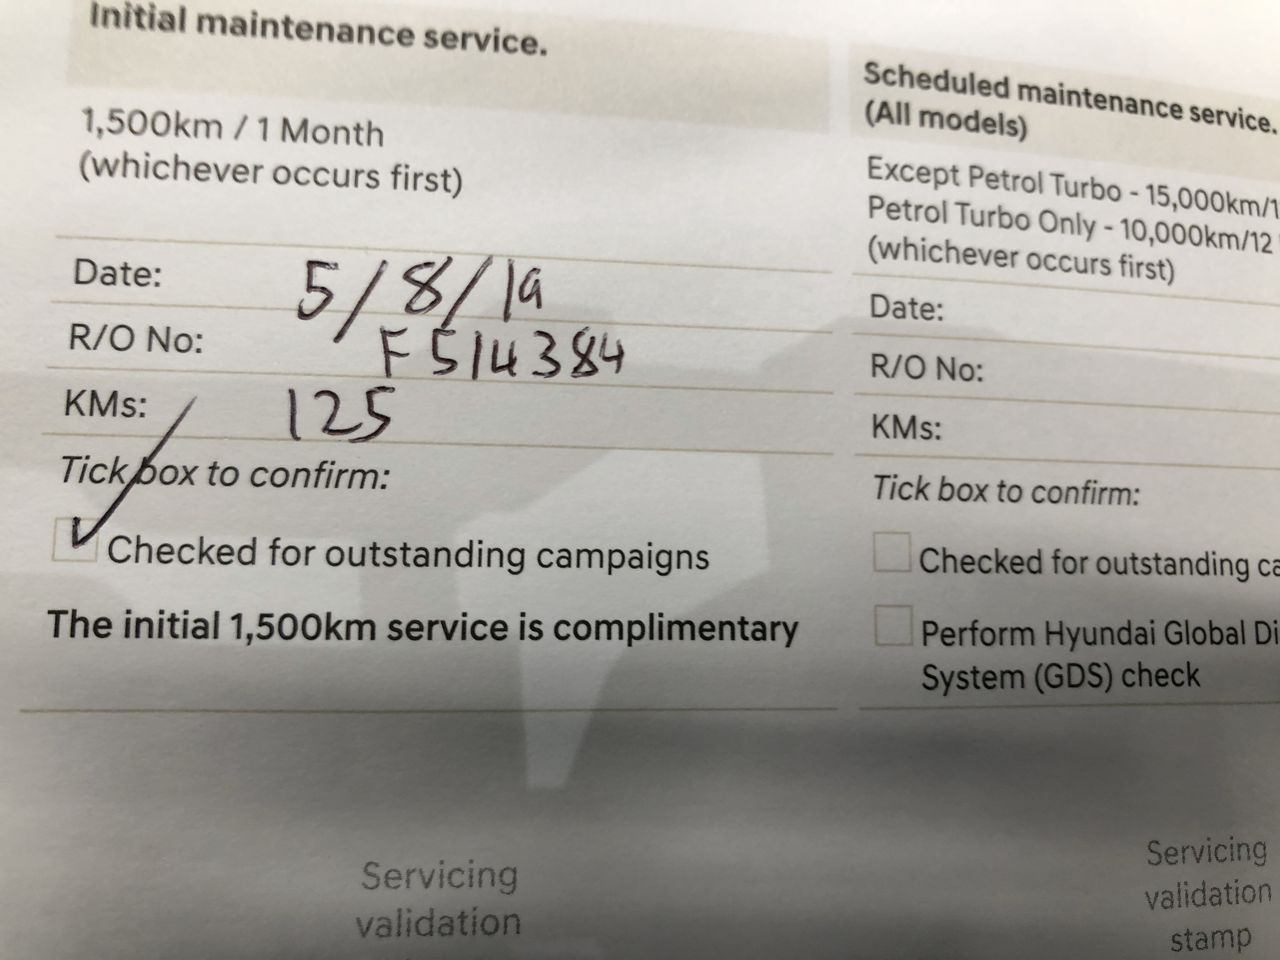 Initial maintenance service.
1,500km / 1 Month
(whichever occurs first)
Date: 5/8/19
R/O No: F514384
KMs: 125
Tick box to confirm:
Checked for outstanding campaigns
The initial 1,500km service is complimentary
Servicing
validation
Scheduled maintenance service.
(All models)
Except Petrol Turbo - 15,000km/1
Petrol Turbo Only - 10,000km/12
(whichever occurs first)
Date:
R/O No:
KMs:
Tick box to confirm:
Checked for outstanding ca
Perform Hyundai Global Di
System (GDS) check
Servicing
validation
stamp